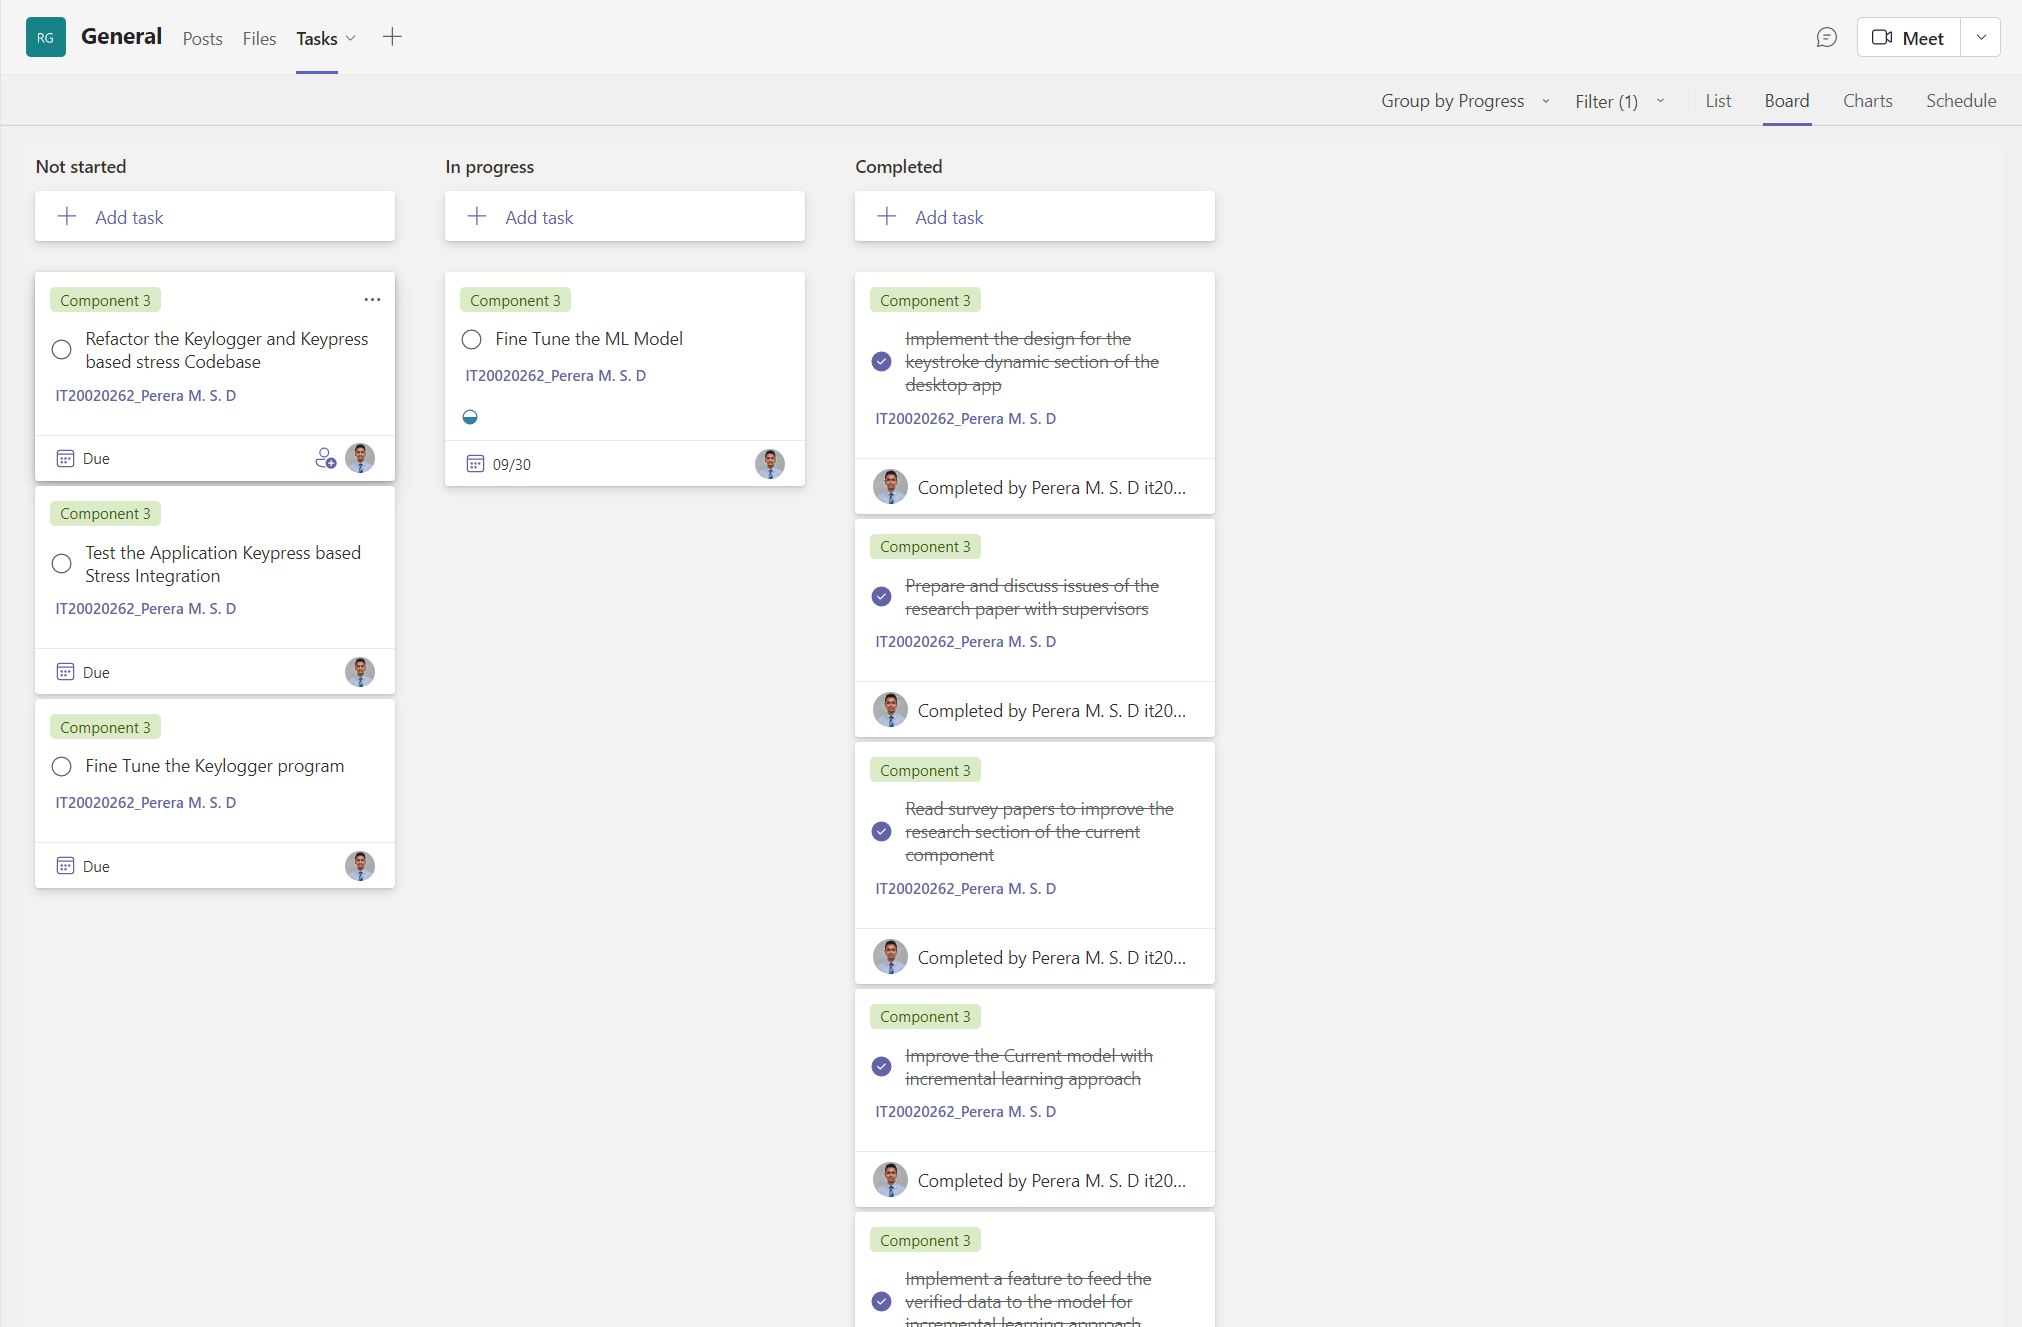 RG
General
Posts
Files
Tasks
Meet
Group by Progress
Filter (1)
List
Board
Charts
Schedule
Not started
Add task
Component 3
Refactor the Keylogger and Keypress
based stress Codebase
IT20020262_Perera M. S. D
Due
Component 3
Test the Application Keypress based
Stress Integration
IT20020262_Perera M. S. D
Due
Component 3
Fine Tune the Keylogger program
IT20020262_Perera M. S. D
Due
In progress
Add task
Component 3
Fine Tune the ML Model
IT20020262_Perera M. S. D
09/30
Completed
Add task
Component 3
Implement the design for the
keystroke dynamic section of the
desktop app
IT20020262_Perera M. S. D
Completed by Perera M. S. D it20...
Component 3
Prepare and discuss issues of the
research paper with supervisors
IT20020262_Perera M. S. D
Completed by Perera M. S. D it20...
Component 3
Read survey papers to improve the
research section of the current
component
IT20020262_Perera M. S. D
Completed by Perera M. S. D it20...
Component 3
Improve the Current model with
incremental learning approach
IT20020262_Perera M. S. D
Completed by Perera M. S. D it20...
Component 3
Implement a feature to feed the
verified data to the model for
incremental learning approach